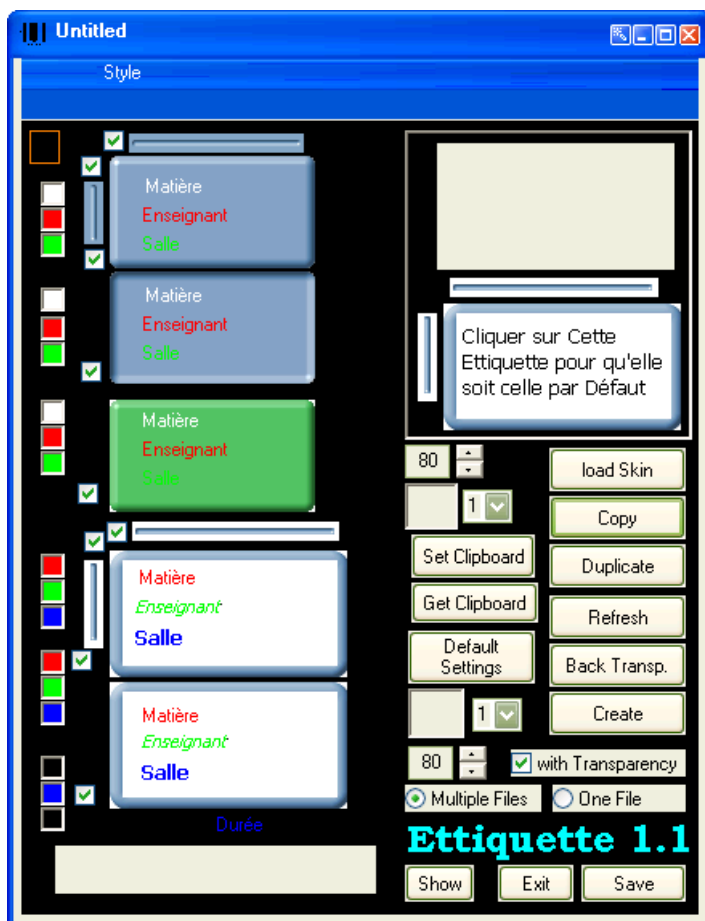 Untitled
Style
Matière
Enseignant
Salle
Matière
Enseignant
Salle
Matière
Enseignant
Salle
Matière
Enseignant
Salle
Matière
Enseignant
Salle
Durée
Cliquer sur Cette
Ettiquette pour qu'elle
soit celle par Défaut
80
load Skin
1
Copy
Set Clipboard
Duplicate
Get Clipboard
Refresh
Default
Settings
Back Transp.
1
Create
80
with Transparency
Multiple Files
One File
Ettiquette 1.1
Show
Exit
Save